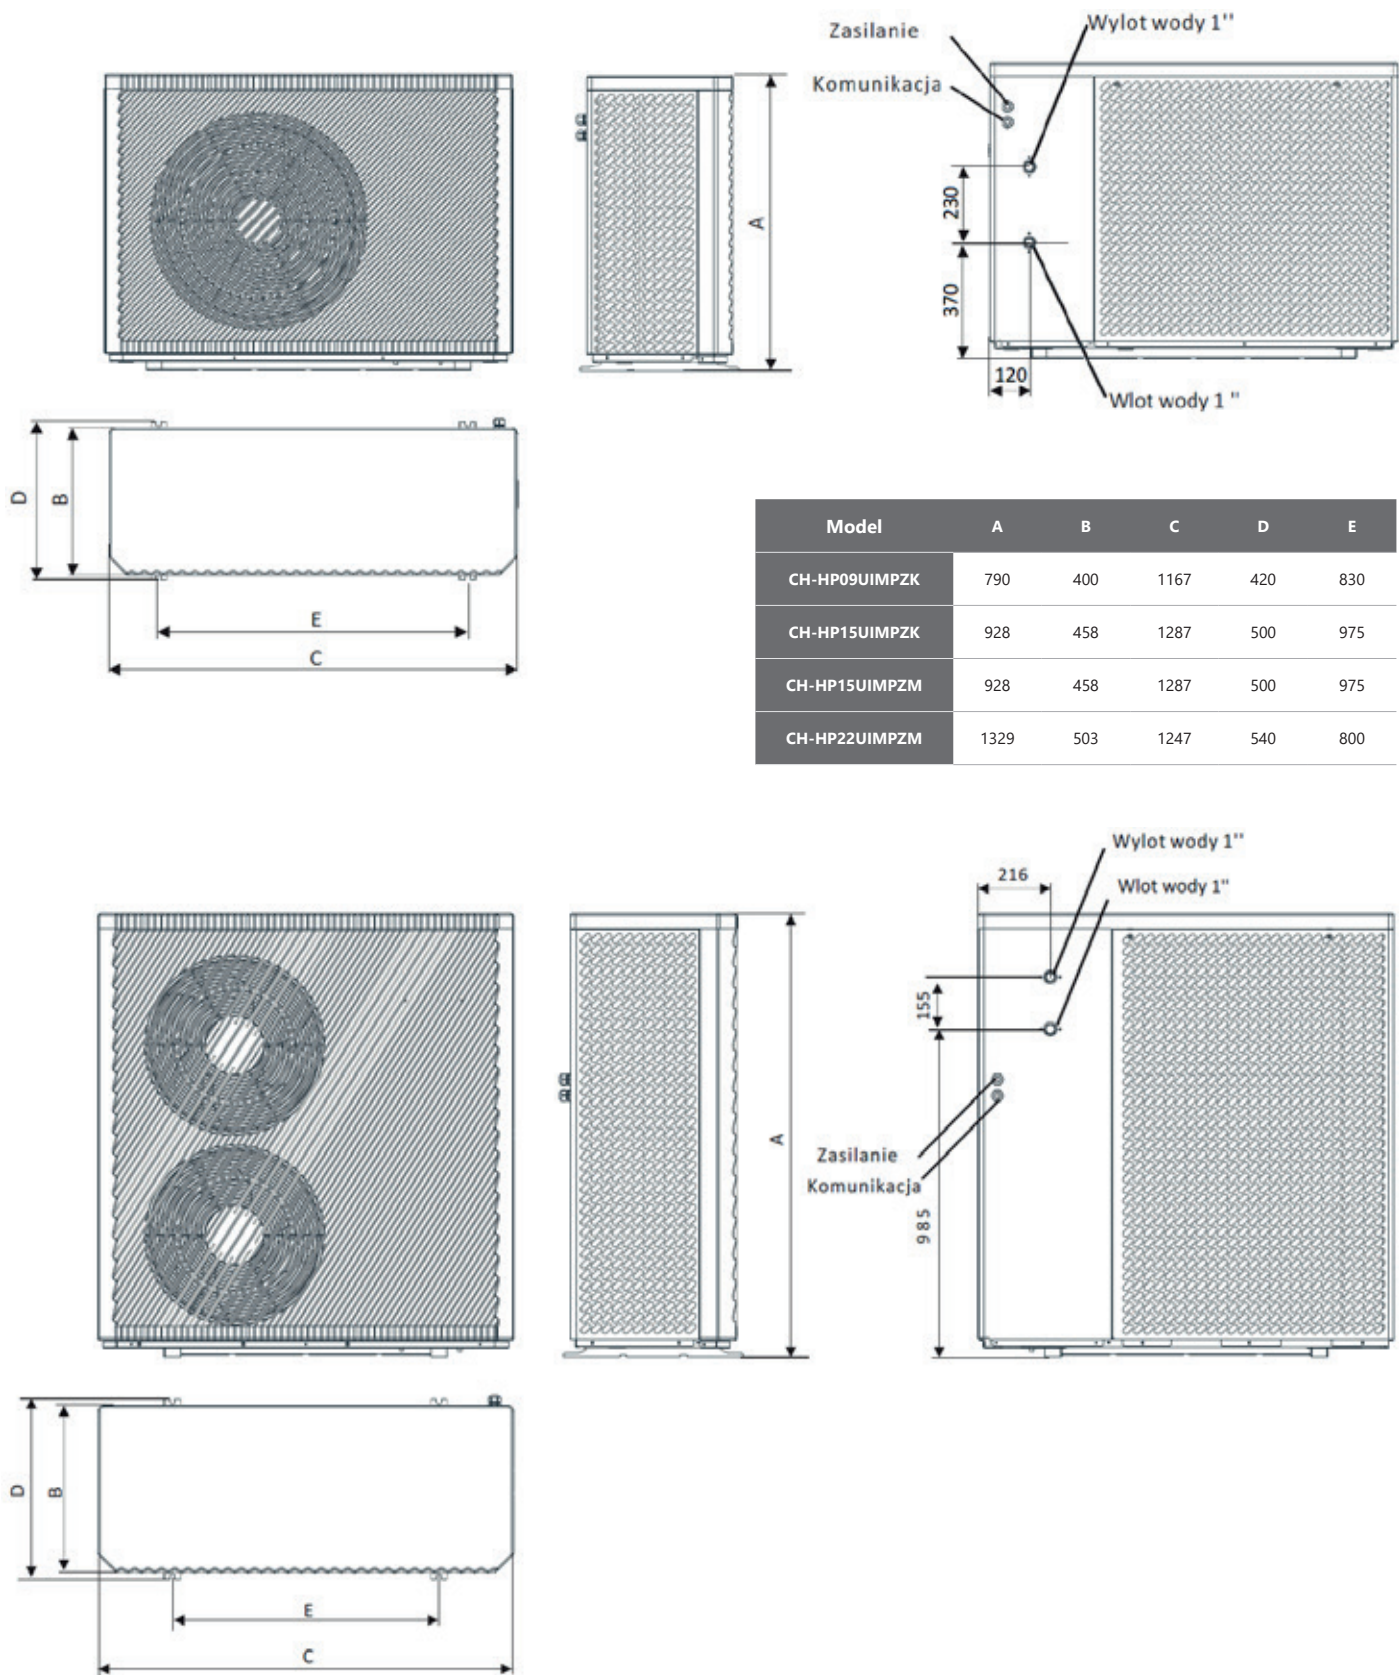 Zasilanie
Wylot wody 1''
Komunikacja
A
230
370
120
Wlot wody 1 ''
D
B
E
C
Model A B C D E
CH-HP09UIMPZK 790 400 1167 420 830
CH-HP15UIMPZK 928 458 1287 500 975
CH-HP15UIMPZM 928 458 1287 500 975
CH-HP22UIMPZM 1329 503 1247 540 800
Wylot wody 1''
216
Wlot wody 1''
155
A
Zasilanie
Komunikacja
985
D
B
E
C